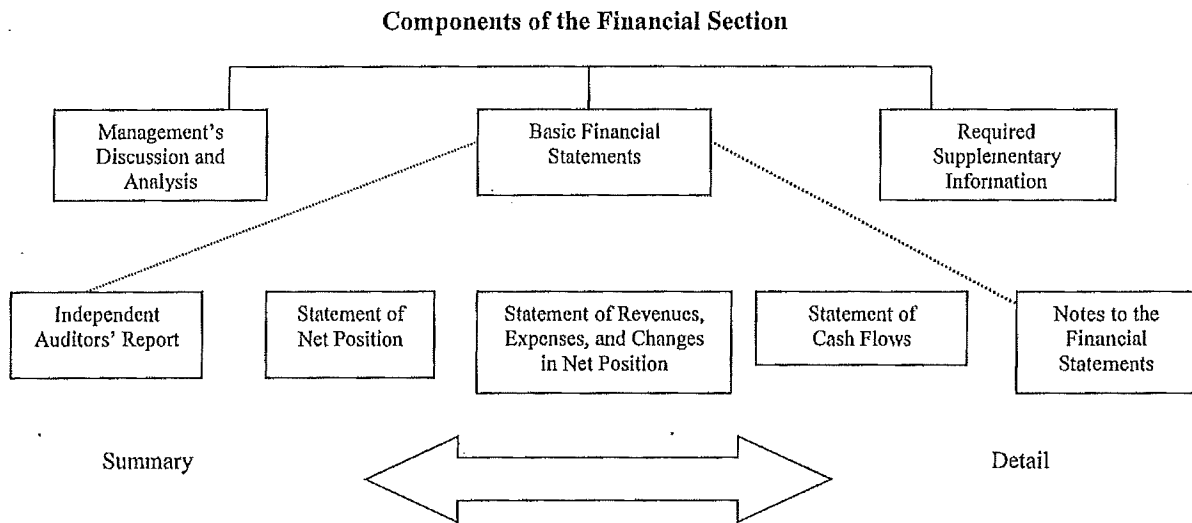 Components of the Financial Section
Management's
Discussion and
Analysis
Basic Financial
Statements
Required
Supplementary
Information
Independent
Auditors' Report
Statement of
Net Position
Statement of Revenues,
Expenses, and Changes
in Net Position
Statement of
Cash Flows
Notes to the
Financial
Statements
Summary
Detail